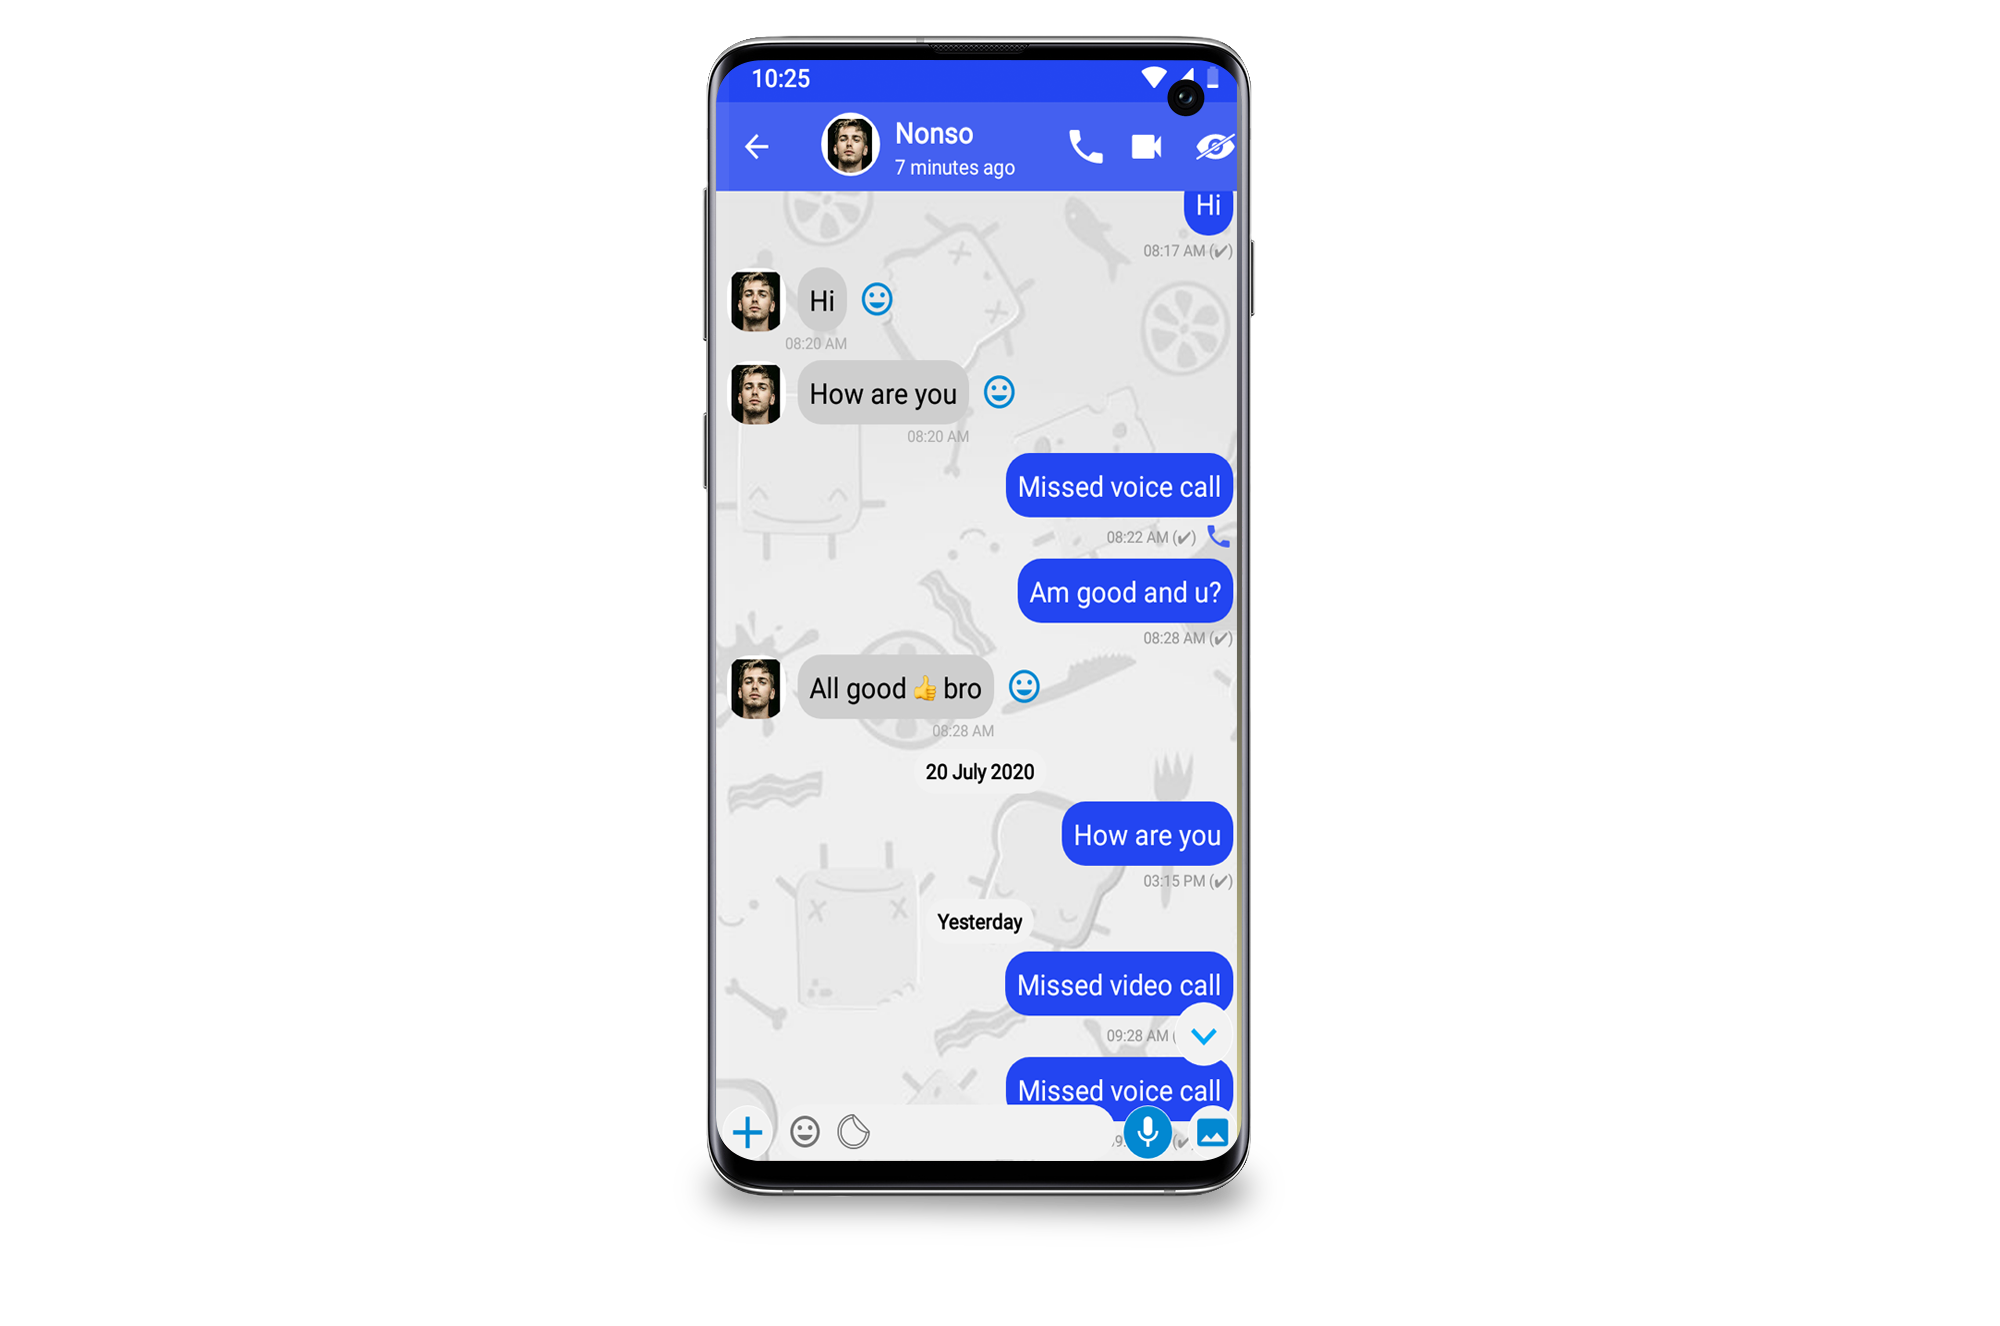 10:25
Nonso
7 minutes ago
Hi
08:17 AM (✔)
Hi
08:20 AM
How are you
08:20 AM
Missed voice call
08:22 AM (✔)
Am good and u?
08:28 AM (✔)
All good 👍 bro
08:28 AM
20 July 2020
How are you
03:15 PM (✔)
Yesterday
Missed video call
09:28 AM (
Missed voice call